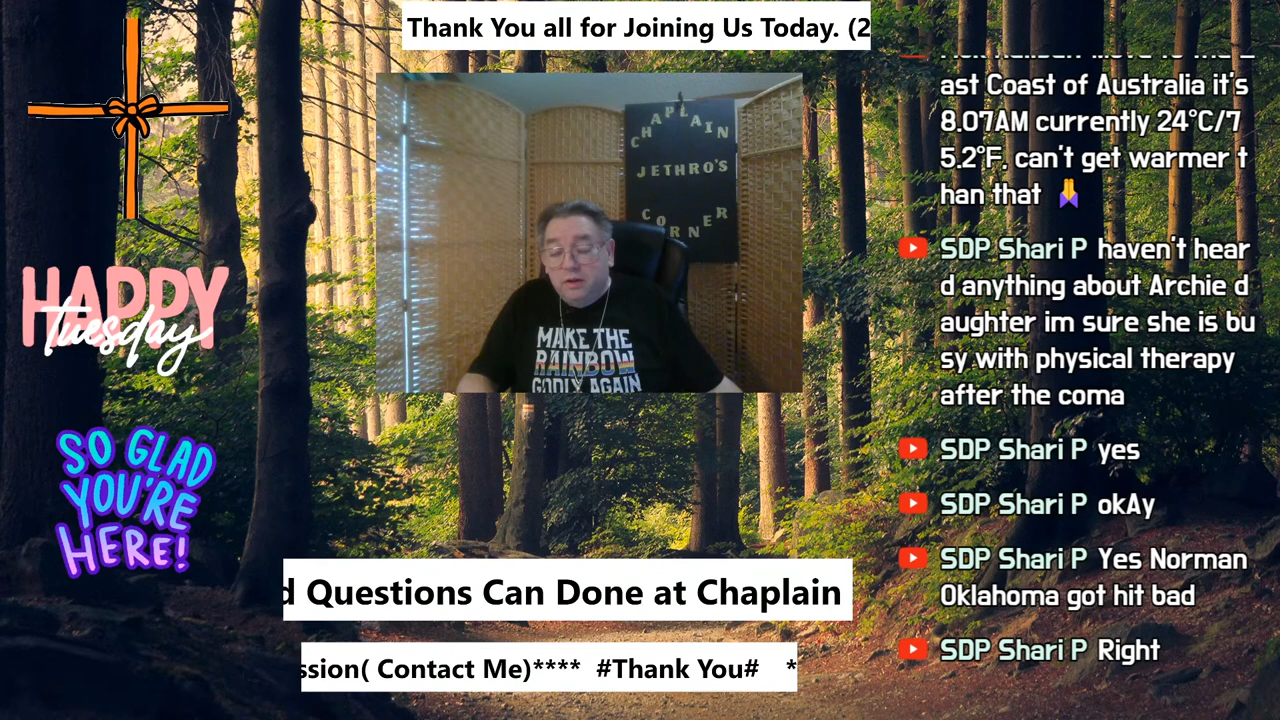 Thank You all for Joining Us Today. (2
CHAPLAIN
JETHRO'S
CORNER
MAKE THE
RAINBOW
GODLY AGAIN
HAPPY
Tuesday
SO GLAD
YOU'RE
HERE!
d Questions Can Done at Chaplain
ssion( Contact Me)**** #Thank You# *
ast Coast of Australia it's
8.07AM currently 24°C/7
5.2°F. can't get warmer t
han that
SDP Shari P haven't hear
d anything about Archie d
aughter im sure she is bu
sy with physical therapy
after the coma
SDP Shari P yes
SDP Shari P okAy
SDP Shari P Yes Norman
Oklahoma got hit bad
SDP Shari P Right